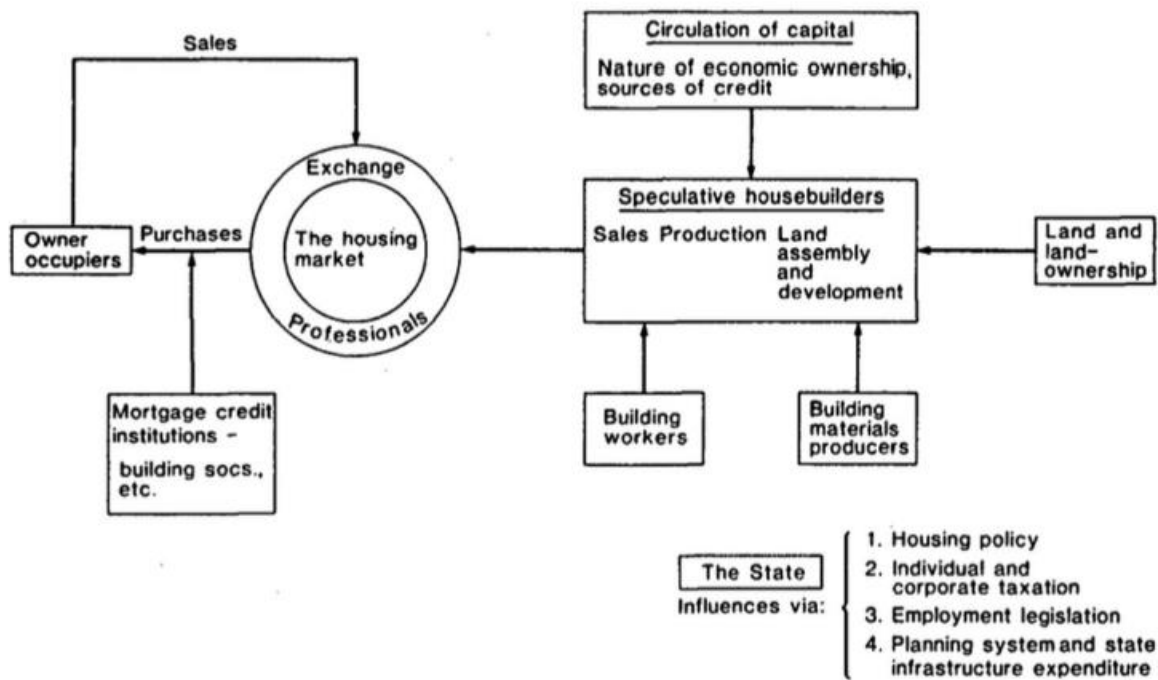 Sales
Circulation of capital
Nature of economic ownership,
sources of credit
Exchange
The housing
market
Professionals
Owner
occupiers
Purchases
Speculative housebuilders
Sales Production Land
assembly
and
development
Land and
land-
ownership
Mortgage credit
institutions -
building socs.,
etc.
Building
workers
Building
materials
producers
The State
Influences via:
1. Housing policy
2. Individual and
corporate taxation
3. Employment legislation
4. Planning system and state
infrastructure expenditure